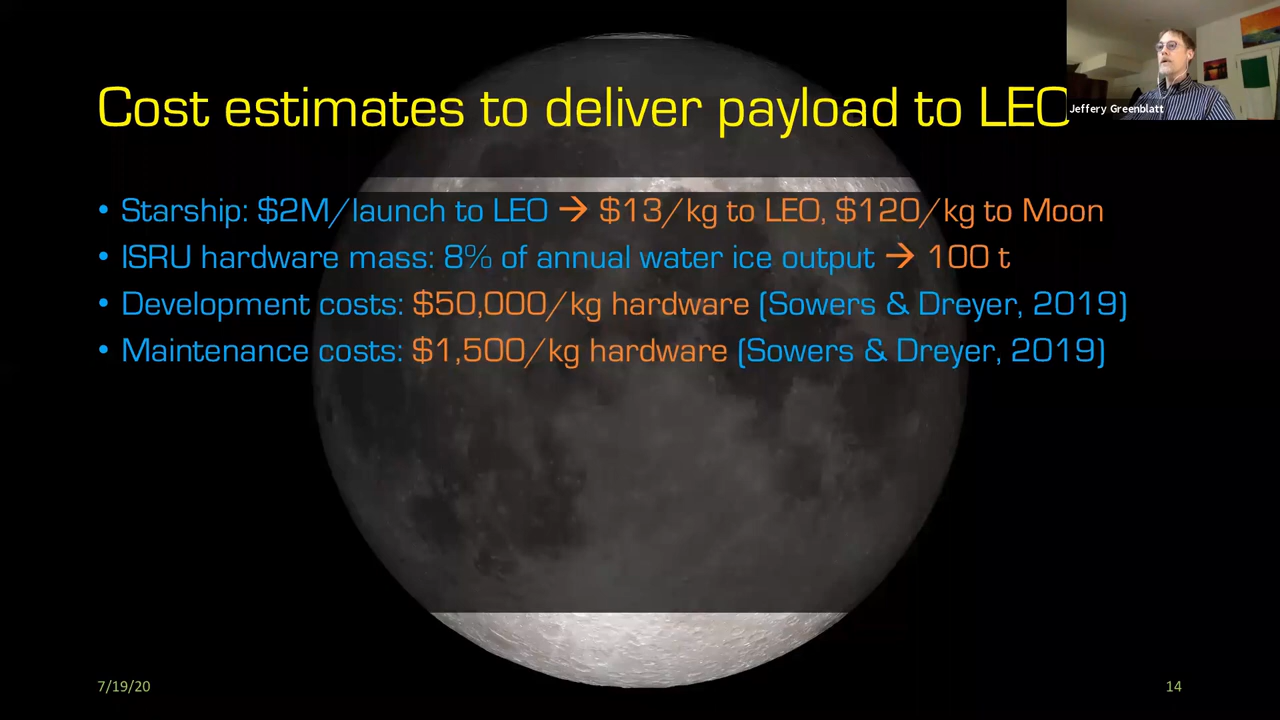 Cost estimates to deliver payload to LEO
Jeffery Greenblatt
• Starship: $2M/launch to LEO → $13/kg to LEO, $120/kg to Moon
• ISRU hardware mass: 8% of annual water ice output → 100 t
• Development costs: $50,000/kg hardware (Sowers & Dreyer, 2019)
• Maintenance costs: $1,500/kg hardware (Sowers & Dreyer, 2019)
7/19/20
14